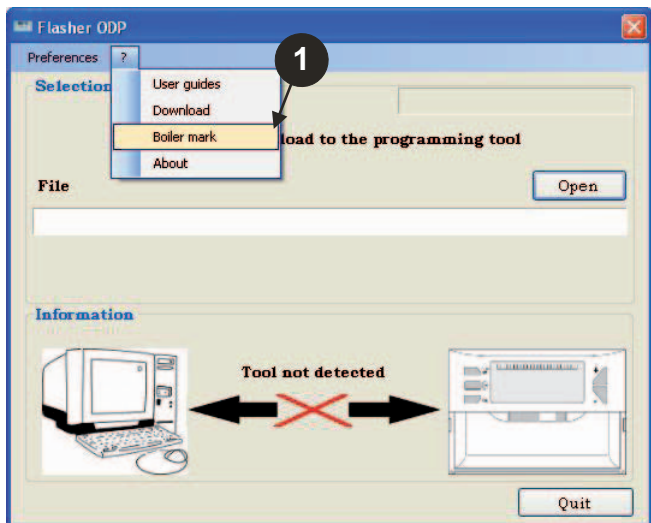 Flasher ODP
Preferences ?
1
Selection
User guides
Download
Boiler mark
About
load to the programming tool
File
Open
Information
Tool not detected
Quit